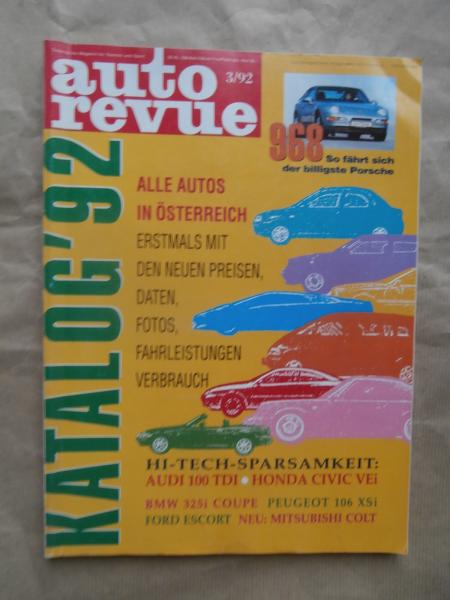 auto
revue
3/92
KATALOG'92
968 So fährt sich
der billigste Porsche
ALLE AUTOS
IN ÖSTERREICH
ERSTMALS MIT
DEN NEUEN PREISEN,
DATEN,
FOTOS,
FAHRLEISTUNGEN
VERBRAUCH
HI-TECH-SPARSAMKEIT:
AUDI 100 TDI • HONDA CIVIC VEi
BMW 325i COUPE PEUGEOT 106 XSi
FORD ESCORT NEU: MITSUBISHI COLT